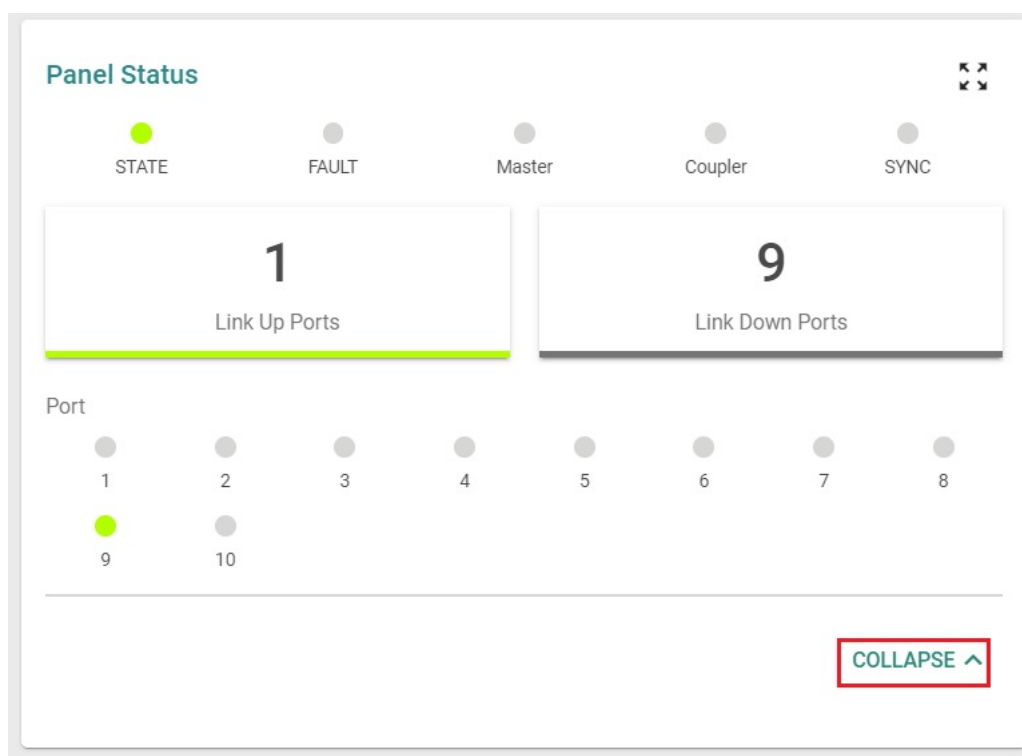 Panel Status
STATE FAULT Master Coupler SYNC
1 9
Link Up Ports Link Down Ports
Port
1 2 3 4 5 6 7 8
9 10
COLLAPSE